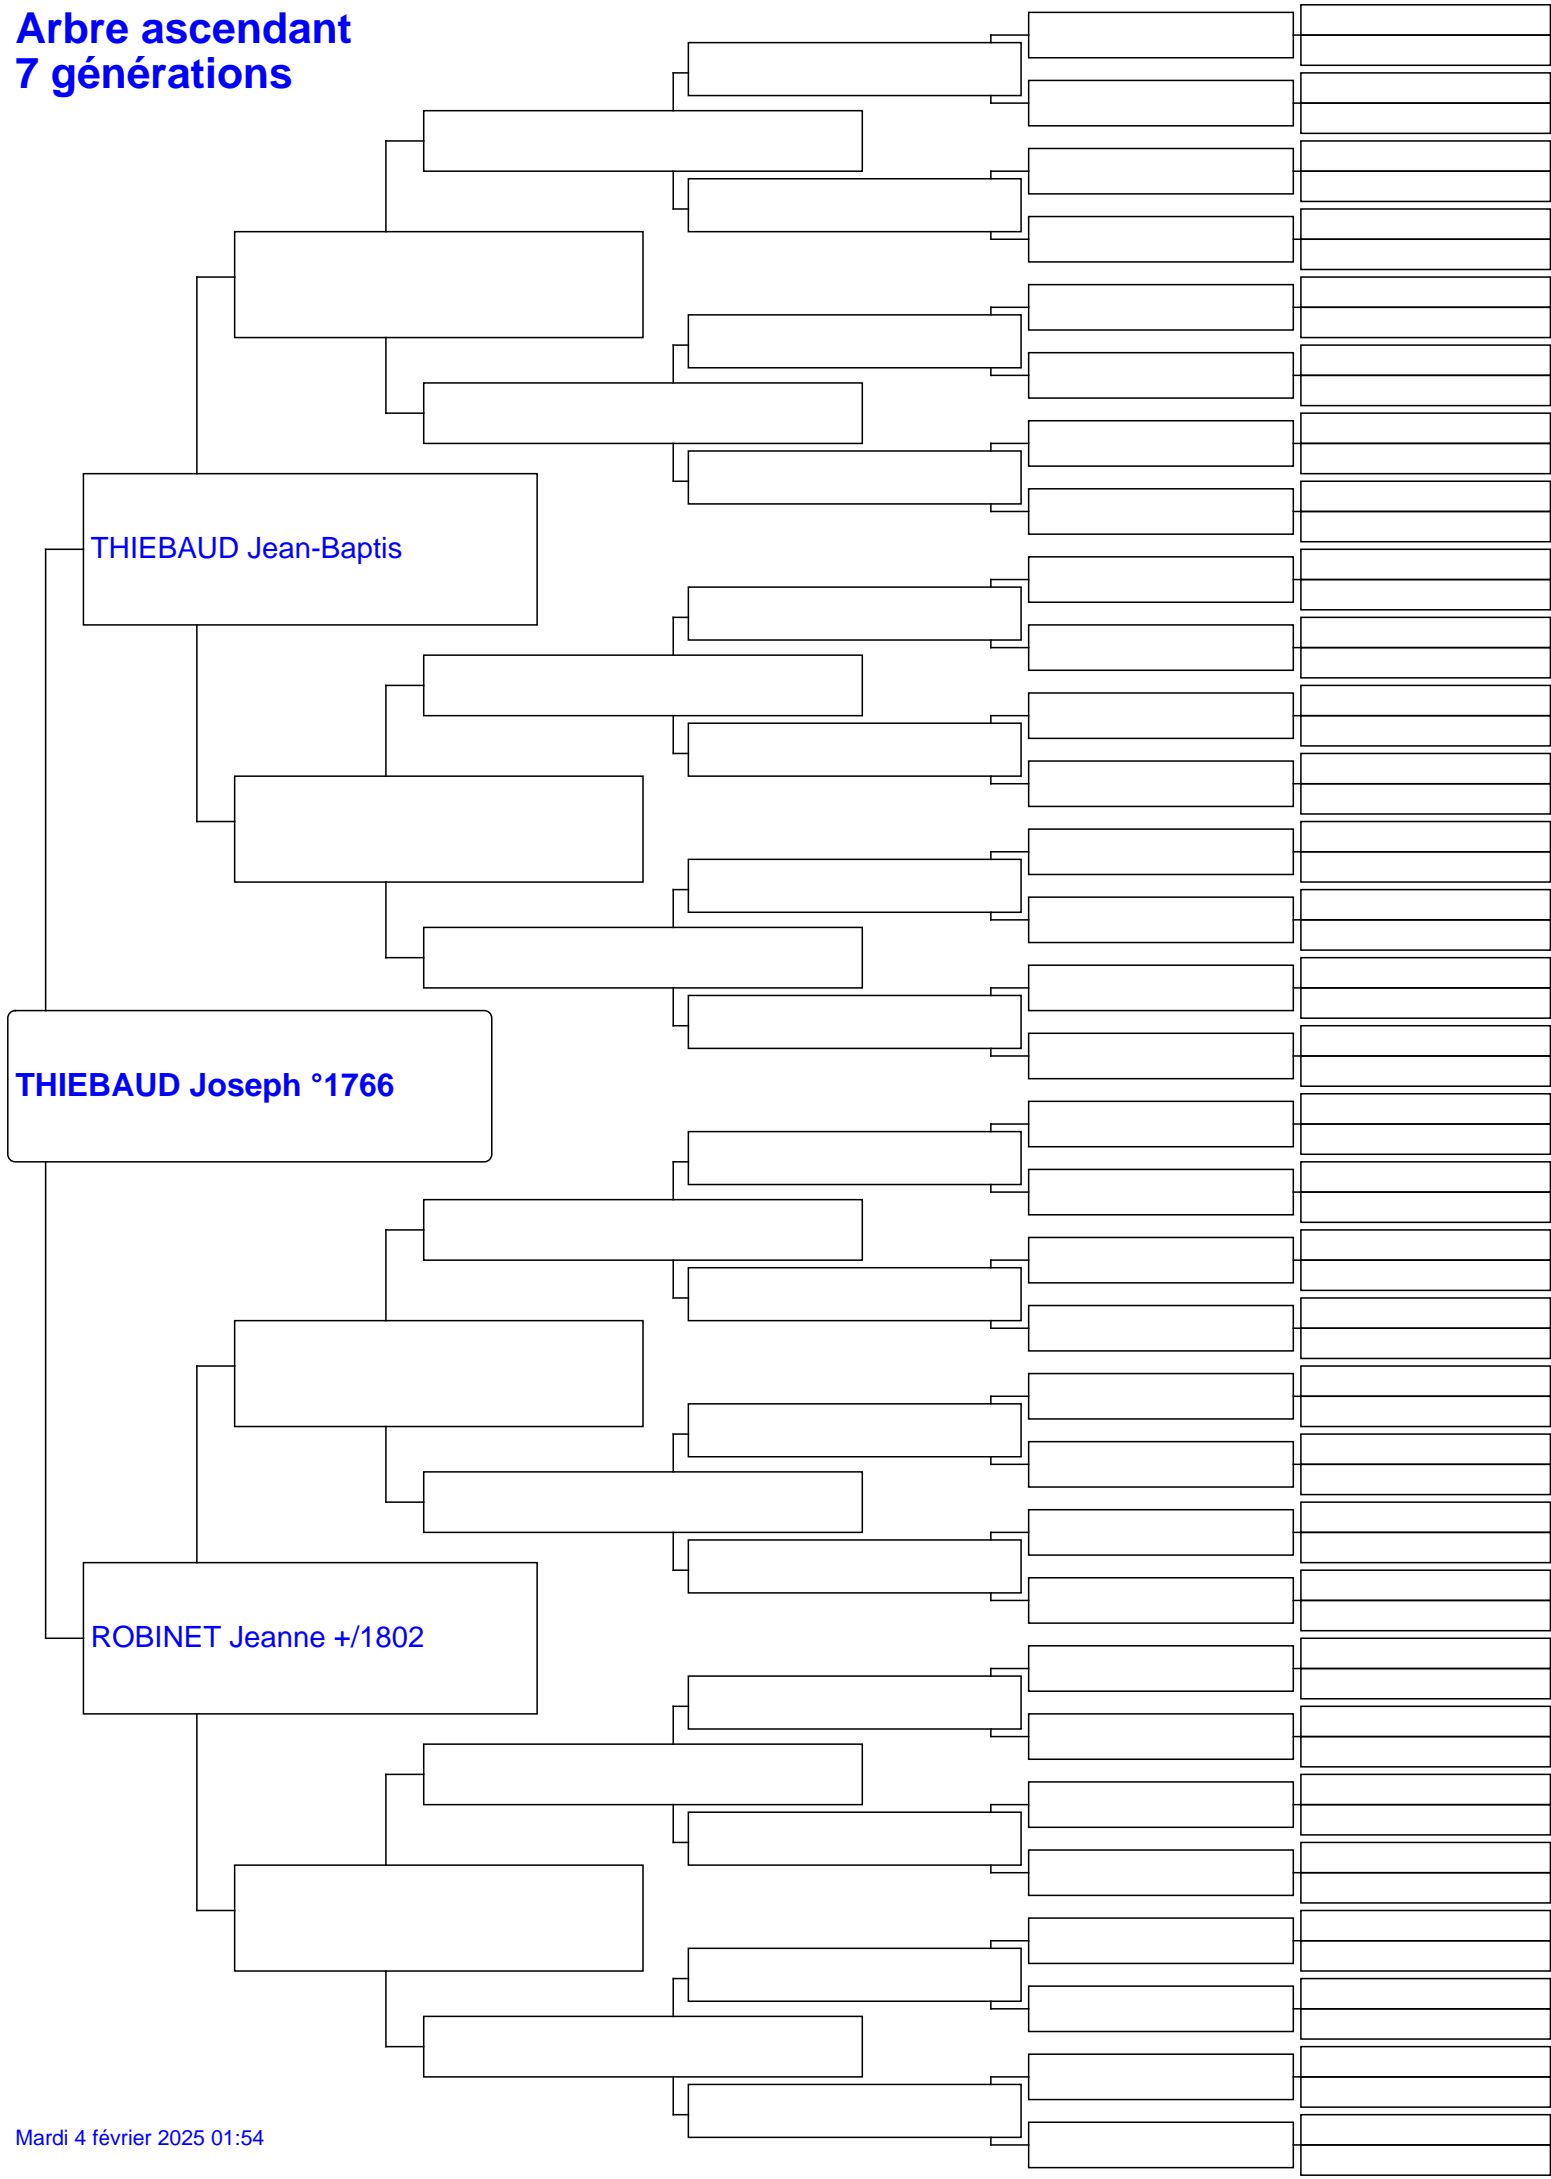 Arbre ascendant
7 générations
THIEBAUD Jean-Baptis
THIEBAUD Joseph °1766
ROBINET Jeanne +/1802
Mardi 4 février 2025 01:54